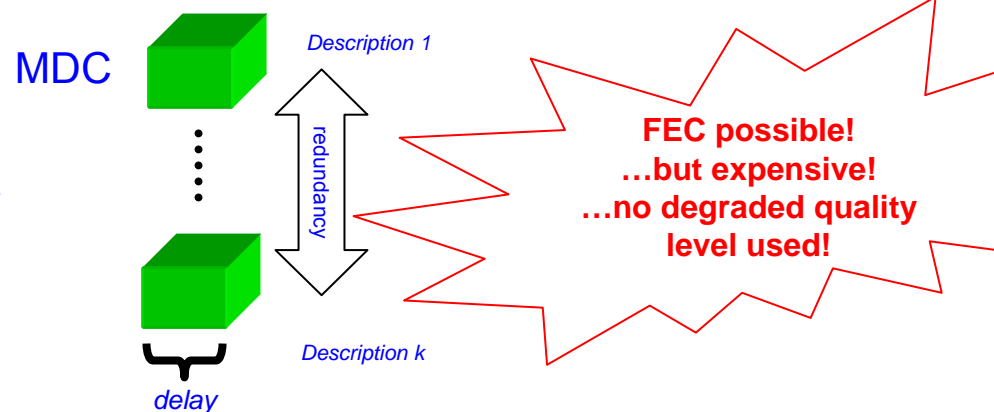 MDC
Description 1
redundancy
FEC possible!
…but expensive!
…no degraded quality
level used!
Description k
delay